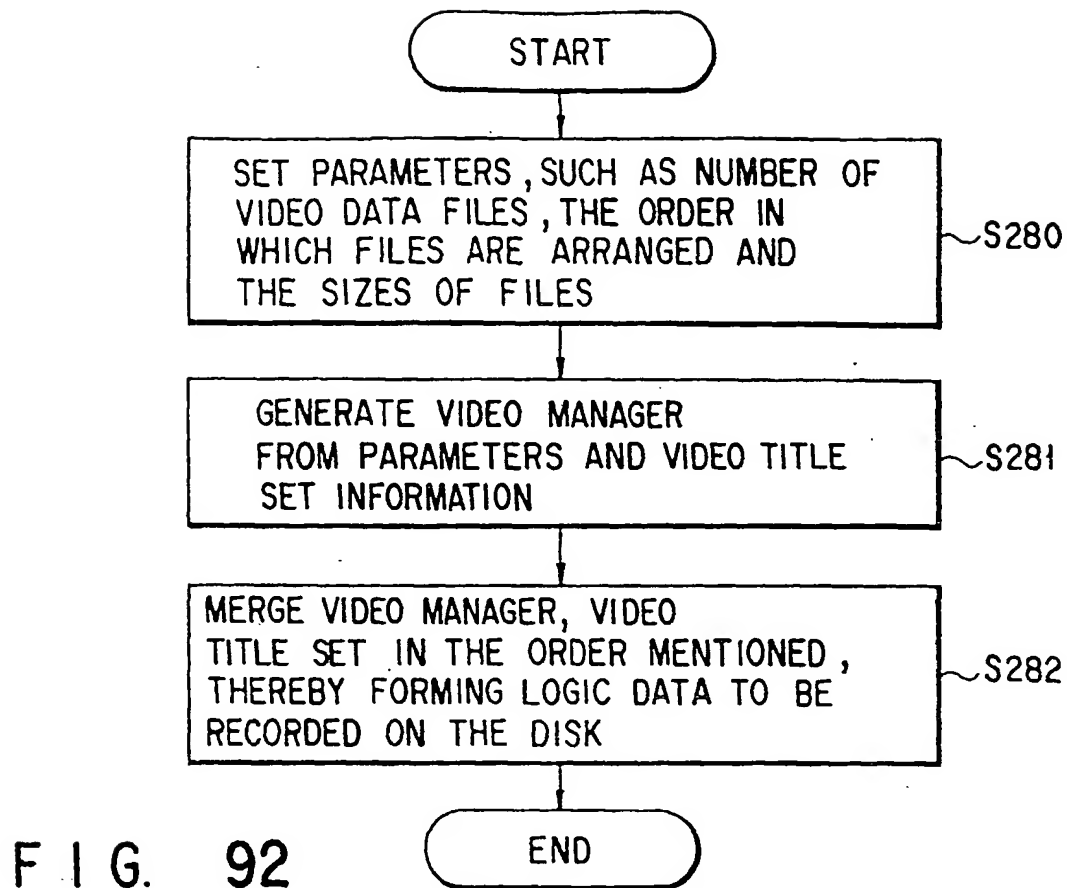 START
SET PARAMETERS, SUCH AS NUMBER OF
VIDEO DATA FILES, THE ORDER IN
WHICH FILES ARE ARRANGED AND
THE SIZES OF FILES
S280
GENERATE VIDEO MANAGER
FROM PARAMETERS AND VIDEO TITLE
SET INFORMATION
S281
MERGE VIDEO MANAGER, VIDEO
TITLE SET IN THE ORDER MENTIONED,
THEREBY FORMING LOGIC DATA TO BE
RECORDED ON THE DISK
S282
END
FIG. 92